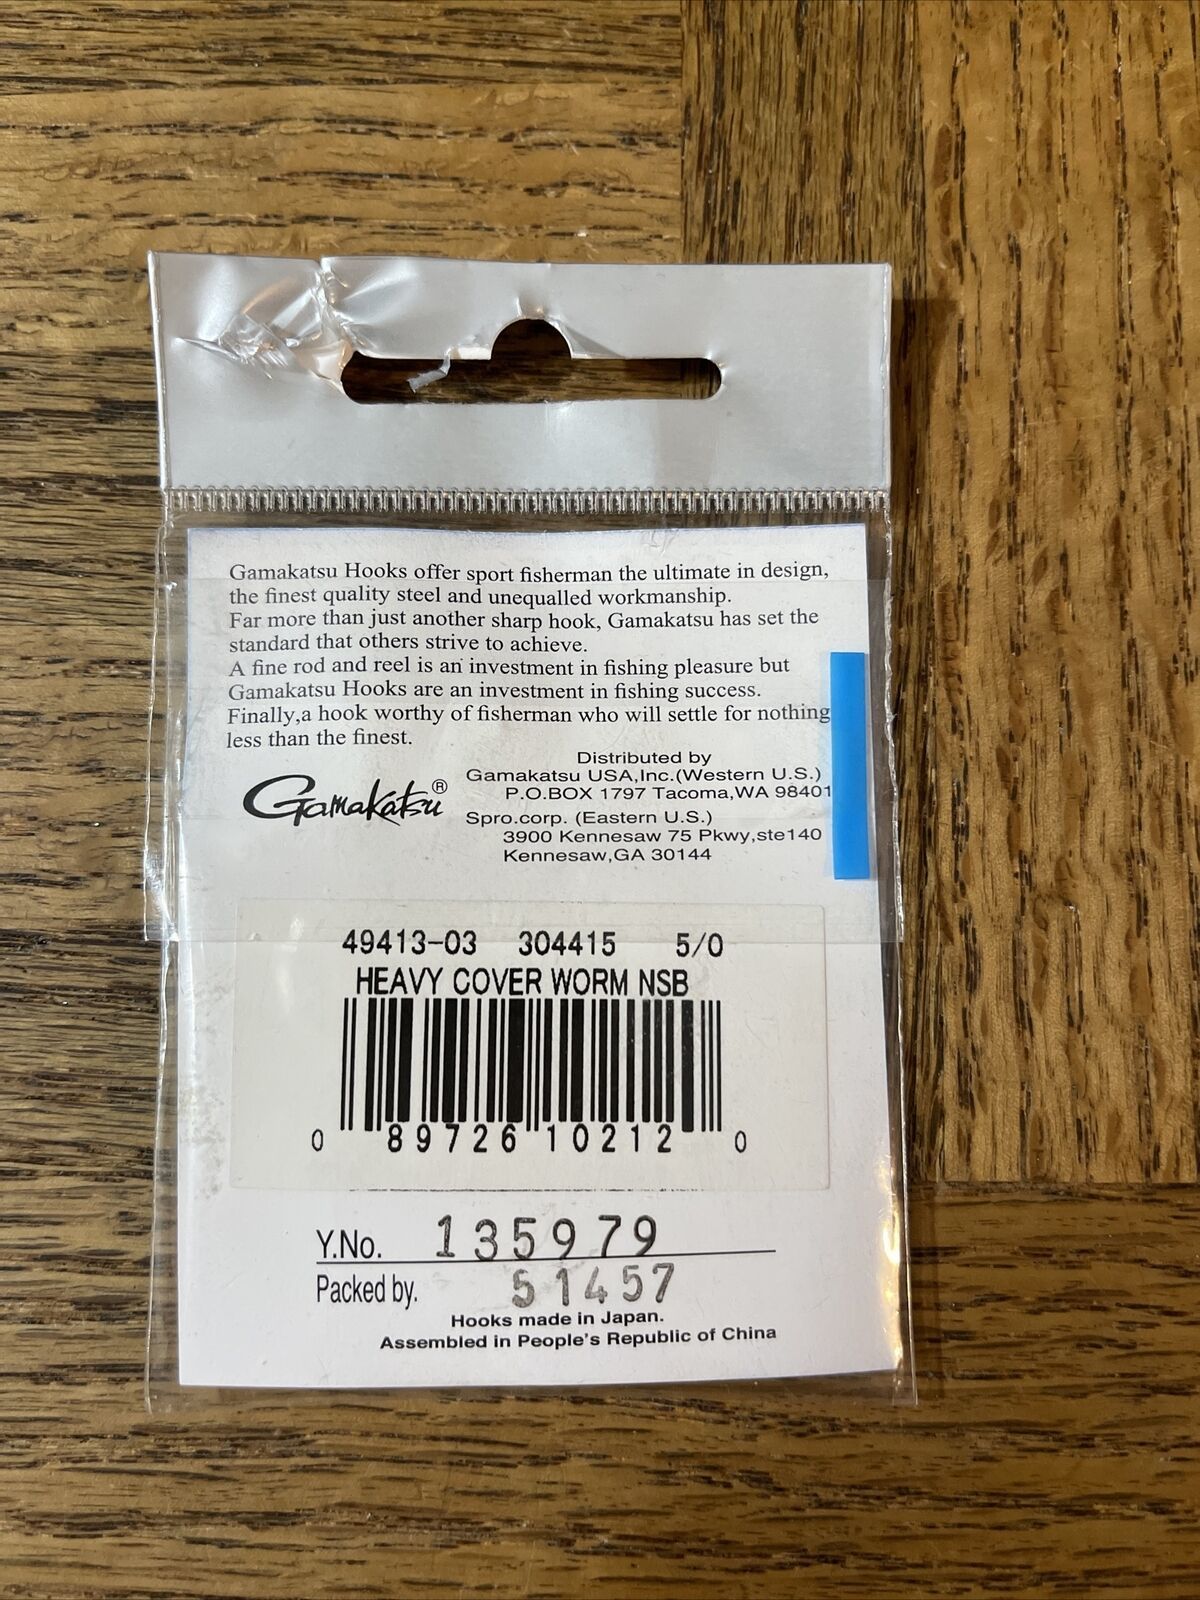 Gamakatsu Hooks offer sport fisherman the ultimate in design,
the finest quality steel and unequalled workmanship.
Far more than just another sharp hook, Gamakatsu has set the
standard that others strive to achieve.
A fine rod and reel is an investment in fishing pleasure but
Gamakatsu Hooks are an investment in fishing success.
Finally,a hook worthy of fisherman who will settle for nothing
less than the finest.
Distributed by
Gamakatsu USA,Inc.(Western U.S.)
P.O.BOX 1797 Tacoma,WA 98401
Gamakatsu®
Spro.corp. (Eastern U.S.)
3900 Kennesaw 75 Pkwy,ste140
Kennesaw,GA 30144
49413-03 304415 5/0
HEAVY COVER WORM NSB
0 89726 10212 0
Y.No. 135979
Packed by. 51457
Hooks made in Japan.
Assembled in People's Republic of China